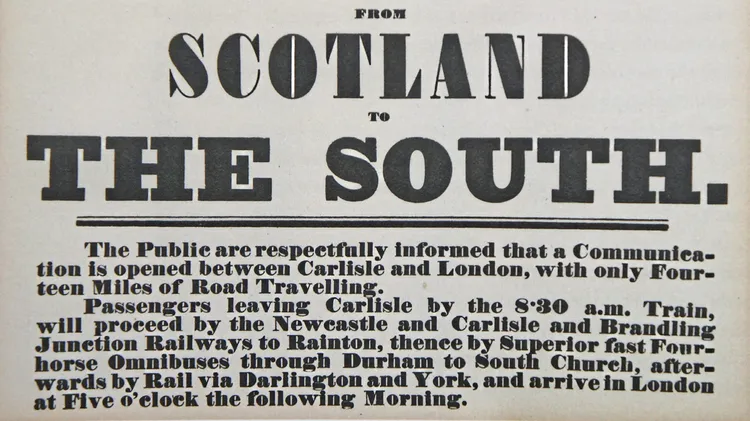 FROM
SCOTLAND
TO
THE SOUTH.
The Public are respectfully informed that a Communica-
tion is opened between Carlisle and London, with only Four-
teen Miles of Road Travelling.
Passengers leaving Carlisle by the 8·30 a.m. Train,
will proceed by the Newcastle and Carlisle and Brandling
Junction Railways to Rainton, thence by Superior fast Four-
horse Omnibuses through Durham to South Church, after-
wards by Rail via Darlington and York, and arrive in London
at Five o'clock the following Morning.